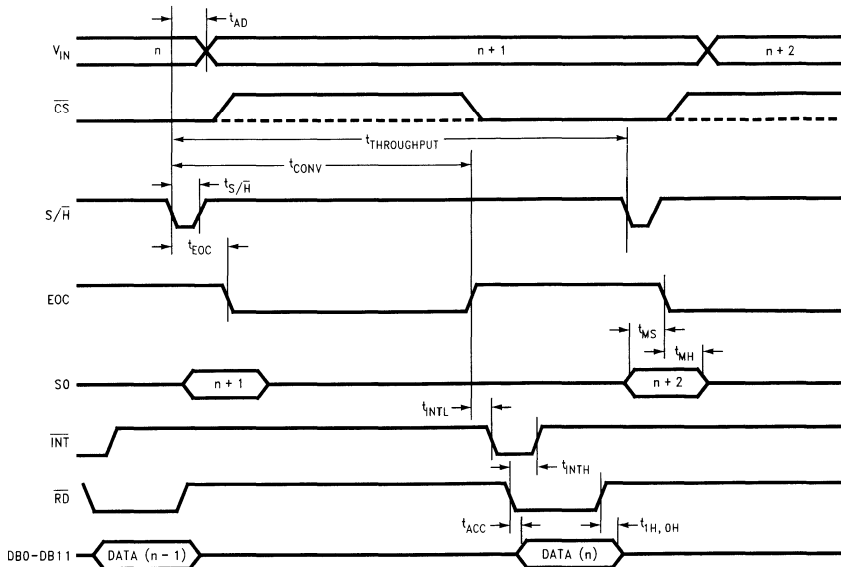 tAD
VIN n n + 1 n + 2
CS
tTHROUGHPUT
tCONV
tS/H
S/H
tEOC
EOC
tMS
tMH
S0 n + 1 n + 2
tINTL
INT
tINTH
RD
tACC t1H, 0H
DB0-DB11 DATA (n - 1) DATA (n)